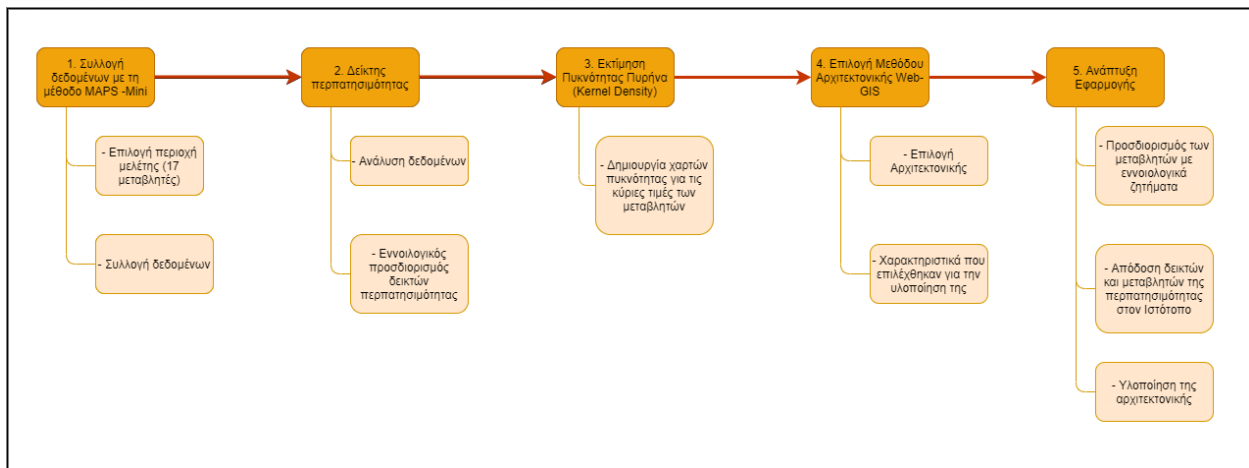 1. Συλλογή
δεδομένων με τη
μέθοδο MAPS -Mini
- Επιλογή περιοχή
μελέτης (17
μεταβλητές)
- Συλλογή δεδομένων
2. Δείκτης
περπατησιμότητας
- Ανάλυση δεδομένων
- Εννοιολογικός
προσδιορισμός
δεικτών
περπατησιμότητας
3. Εκτίμηση
Πυκνότητας Πυρήνα
(Kernel Density)
- Δημιουργία χαρτών
πυκνότητας για τις
κύριες τιμές των
μεταβλητών
4. Επιλογή Μεθόδου
Αρχιτεκτονικής Web-
GIS
- Επιλογή
Αρχιτεκτονικής
- Χαρακτηριστικά που
επιλέχθηκαν για την
υλοποίηση της
5. Ανάπτυξη
Εφαρμογής
- Προσδιορισμός των
μεταβλητών με
εννοιολογικά
ζητήματα
- Απόδοση δεικτών
και μεταβλητών της
περπατησιμότητας
στον Ιστότοπο
- Υλοποίηση της
αρχιτεκτονικής